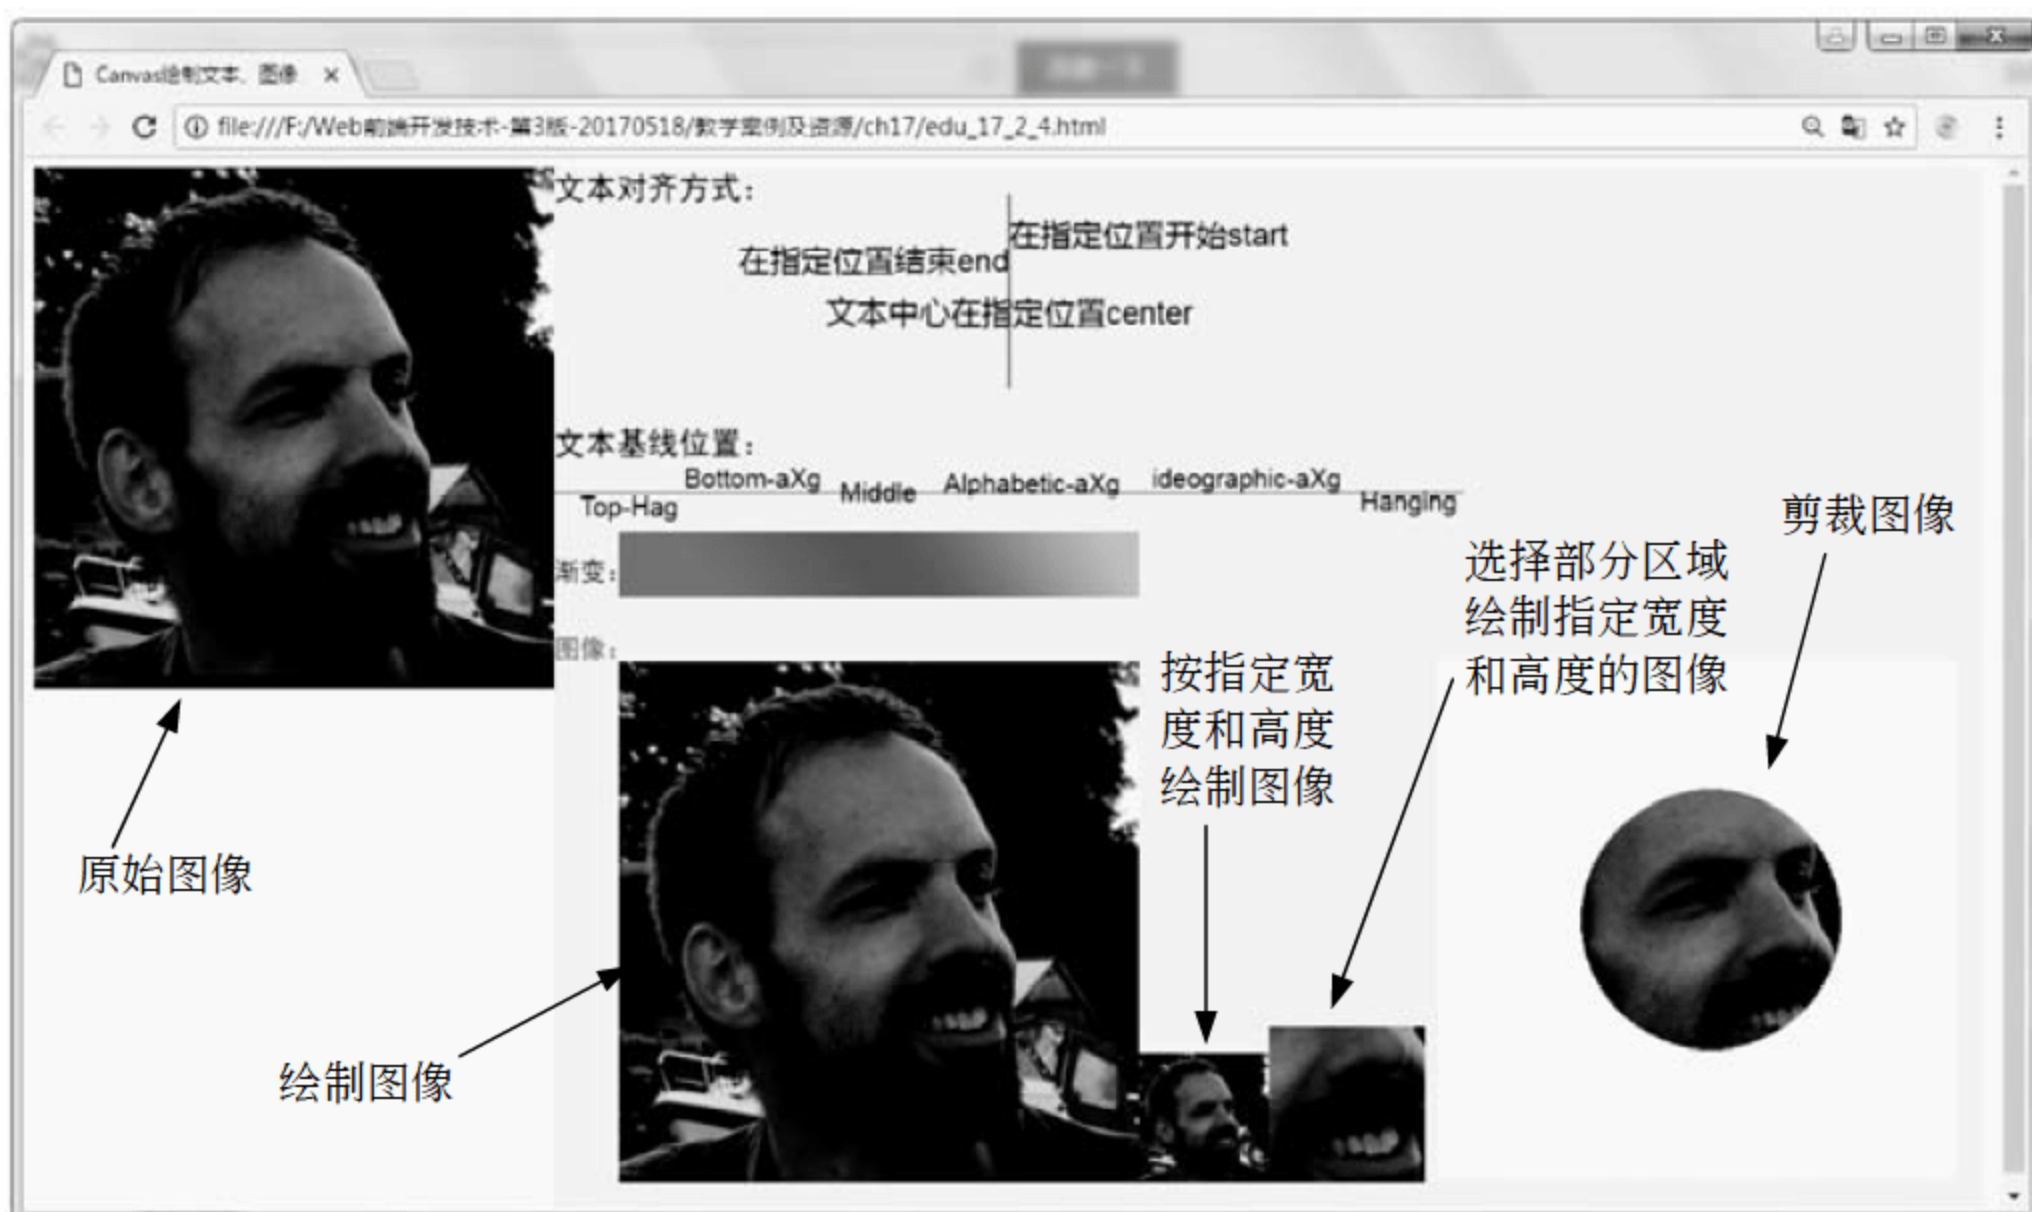 Canvas绘制文本、图像
file:///F:/Web前端开发技术-第3版-20170518/教学案例及资源/ch17/edu_17_2_4.html
文本对齐方式：
在指定位置开始start
在指定位置结束end
文本中心在指定位置center
文本基线位置：
Top-Hag
Bottom-aXg
Middle
Alphabetic-aXg
ideographic-aXg
Hanging
渐变：
图像：
剪裁图像
选择部分区域
绘制指定宽度
和高度的图像
按指定宽
度和高度
绘制图像
原始图像
绘制图像